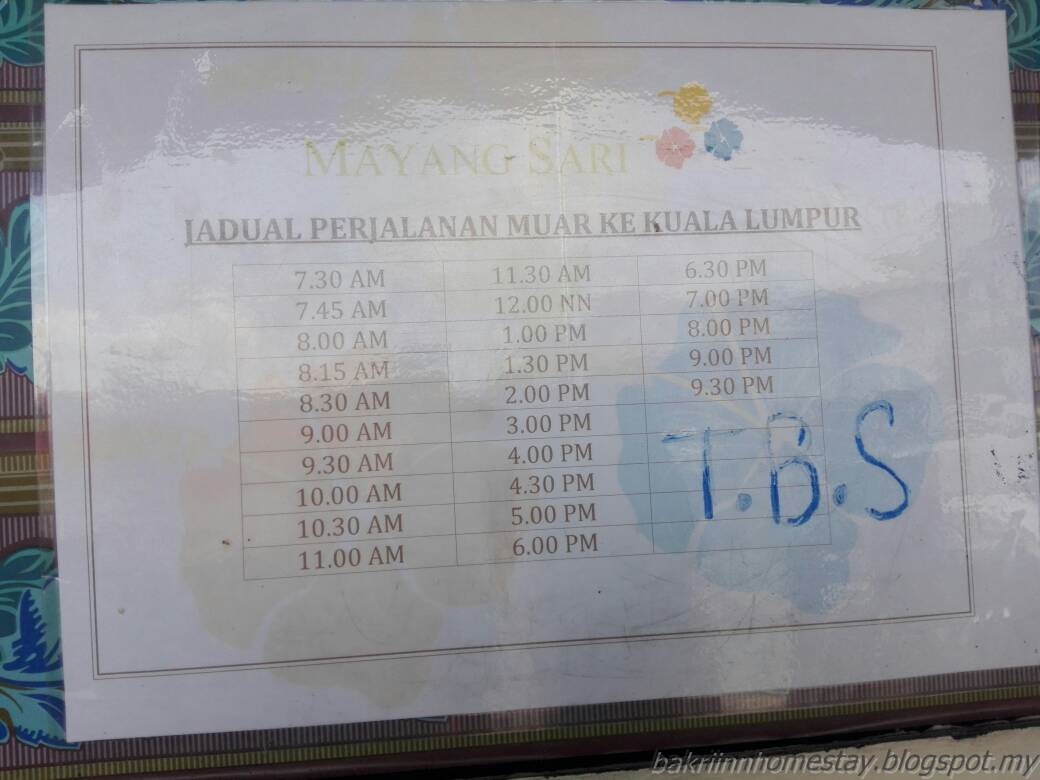 MAYANG SARI
JADUAL PERJALANAN MUAR KE KUALA LUMPUR
7.30 AM 11.30 AM 6.30 PM
7.45 AM 12.00 NN 7.00 PM
8.00 AM 1.00 PM 8.00 PM
8.15 AM 1.30 PM 9.00 PM
8.30 AM 2.00 PM 9.30 PM
9.00 AM 3.00 PM
9.30 AM 4.00 PM
10.00 AM 4.30 PM
10.30 AM 5.00 PM
11.00 AM 6.00 PM
T.B.S
bakriinnhomestay.blogspot.my